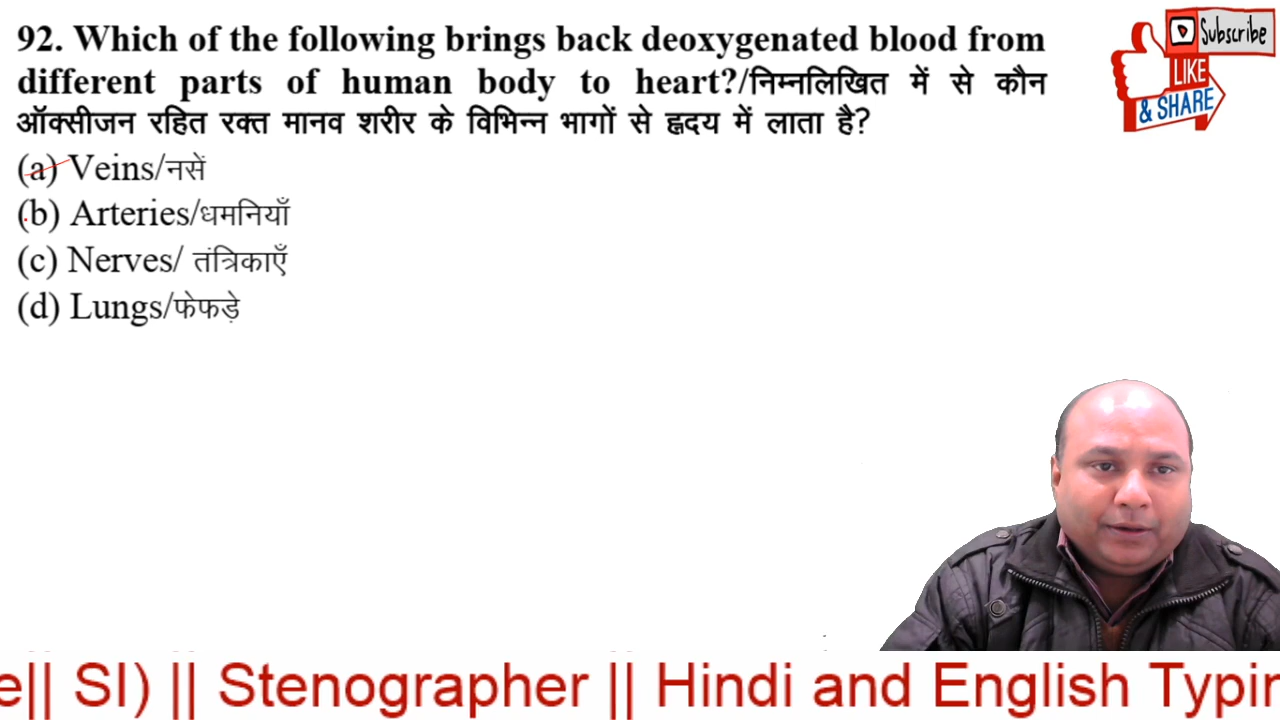 92. Which of the following brings back deoxygenated blood from
different parts of human body to heart?/निम्नलिखित में से कौन
ऑक्सीजन रहित रक्त मानव शरीर के विभिन्न भागों से हृदय में लाता है?
(a) Veins/नसें
(b) Arteries/धमनियाँ
(c) Nerves/ तंत्रिकाएँ
(d) Lungs/फेफड़े
Subscribe
LIKE
& SHARE
e|| SI) || Stenographer || Hindi and English Typin